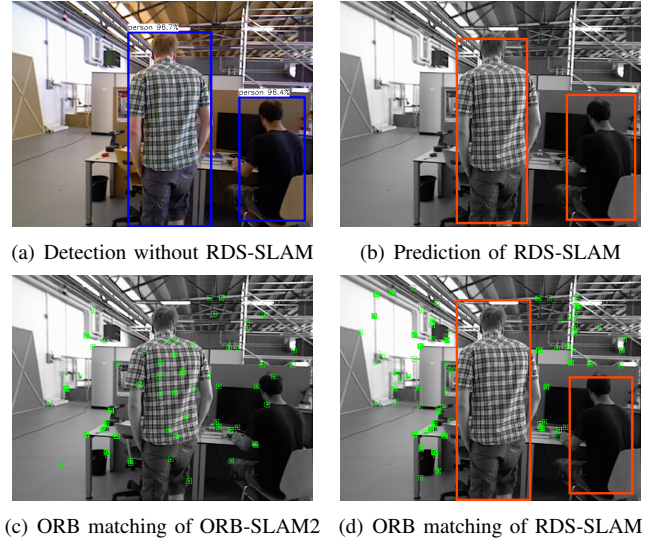 person 96.7%
person 96.4%
(a) Detection without RDS-SLAM
(b) Prediction of RDS-SLAM
(c) ORB matching of ORB-SLAM2
(d) ORB matching of RDS-SLAM